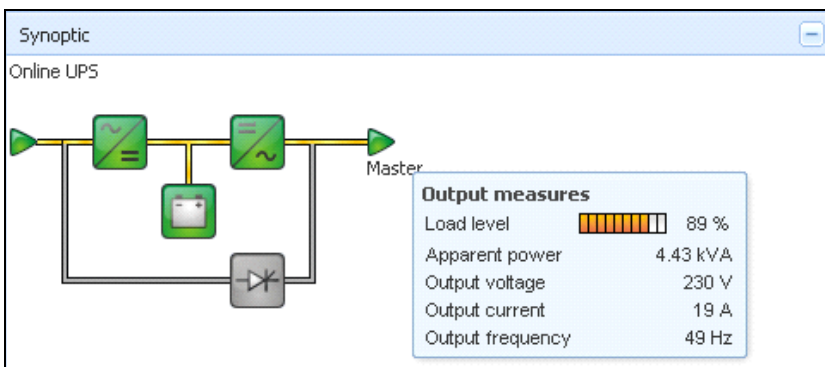 Synoptic
Online UPS
Master
Output measures
Load level 89 %
Apparent power 4.43 kVA
Output voltage 230 V
Output current 19 A
Output frequency 49 Hz